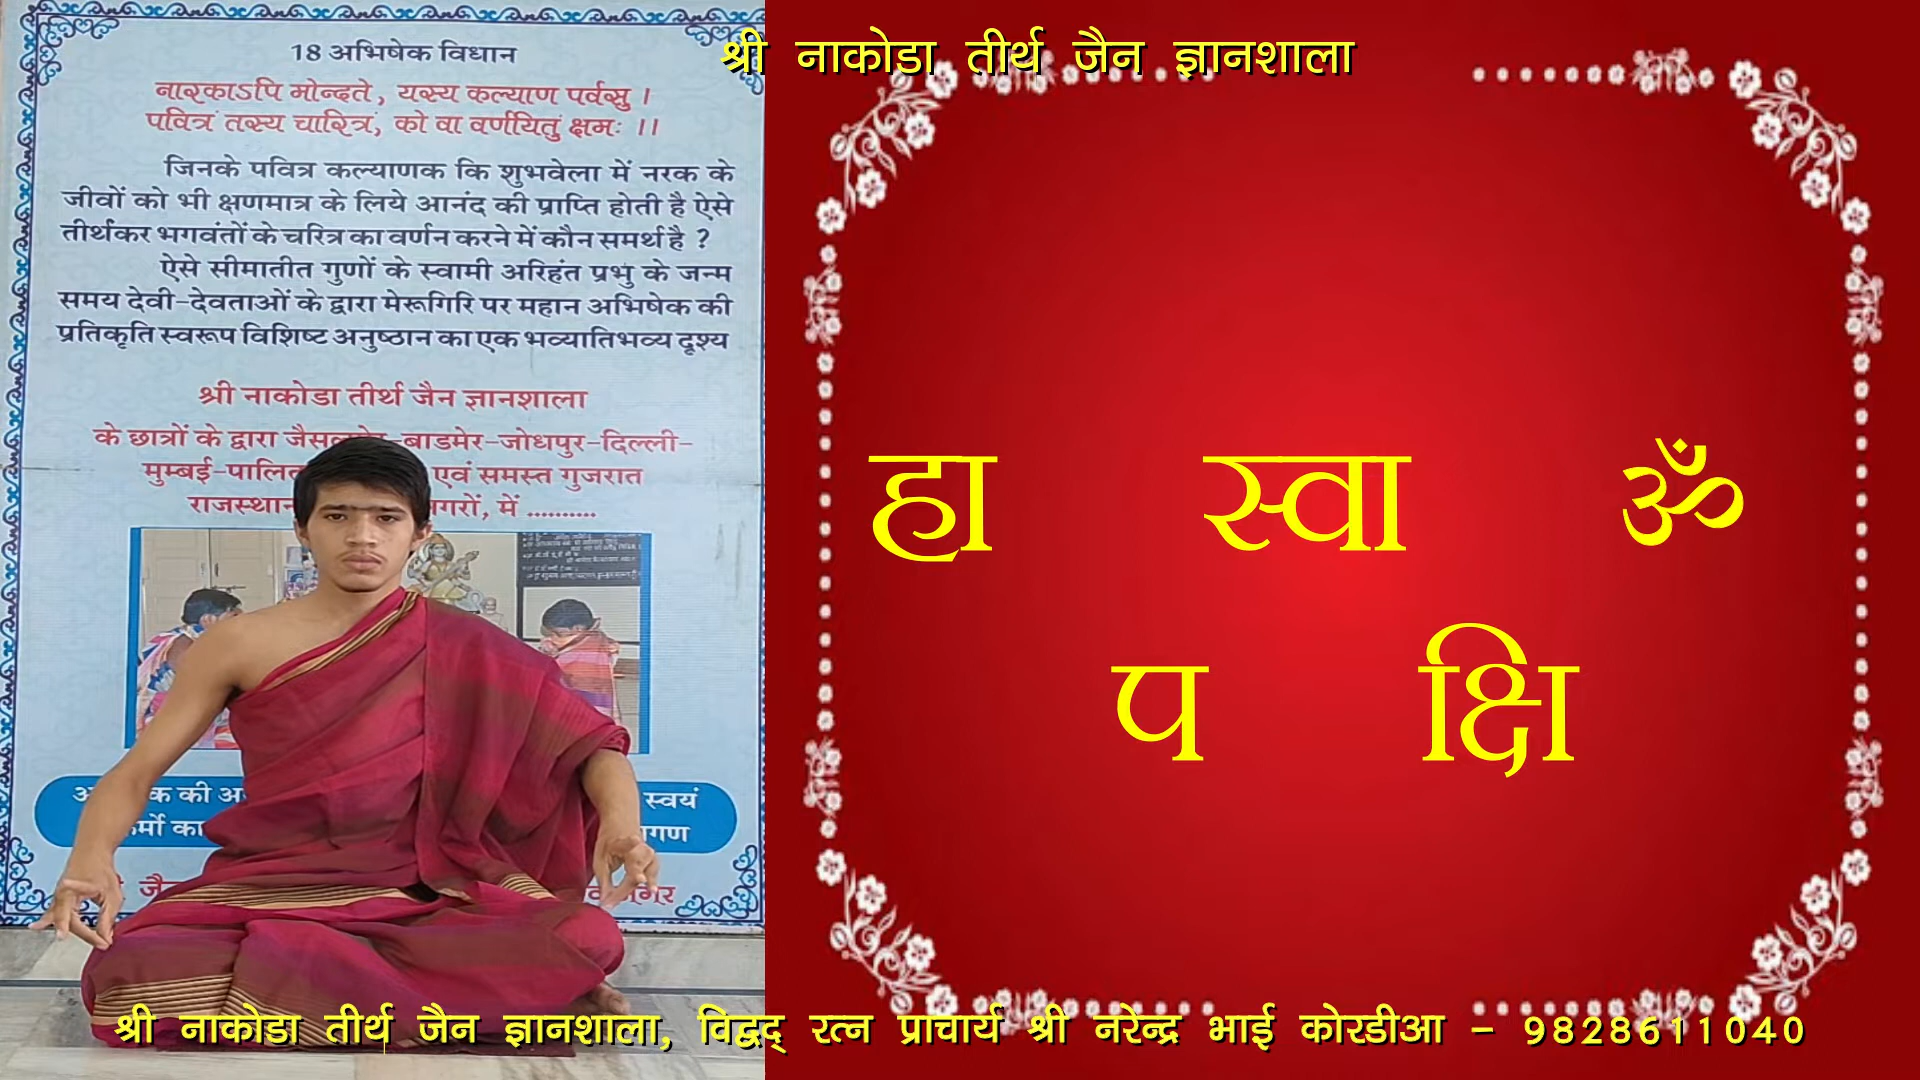 श्री नाकोडा तीर्थ जैन ज्ञानशाला
18 अभिषेक विधान
नारकाऽपि मोन्दते, यस्य कल्याण पर्वसु ।
पवित्रं तस्य चारित्रं, को वा वर्णयितुं क्षमः ।।
जिनके पवित्र कल्याणक कि शुभवेला में नरक के
जीवों को भी क्षणमात्र के लिये आनंद की प्राप्ति होती है ऐसे
तीर्थंकर भगवंतों के चरित्र का वर्णन करने में कौन समर्थ है ?
ऐसे सीमातीत गुणों के स्वामी अरिहंत प्रभु के जन्म
समय देवी-देवताओं के द्वारा मेरूगिरि पर महान अभिषेक की
प्रतिकृति स्वरूप विशिष्ट अनुष्ठान का एक भव्यातिभव्य दृश्य
श्री नाकोडा तीर्थ जैन ज्ञानशाला
के छात्रों के द्वारा -बाडमेर-जोधपुर-दिल्ली-
मुम्बई- एवं समस्त गुजरात
राजस्थान में ..........
की स्वयं
का
हा स्वा ॐ
प क्षि
श्री नाकोडा तीर्थ जैन ज्ञानशाला, विद्वद् रत्न प्राचार्य श्री नरेन्द्र भाई कोरडीआ - 9828611040